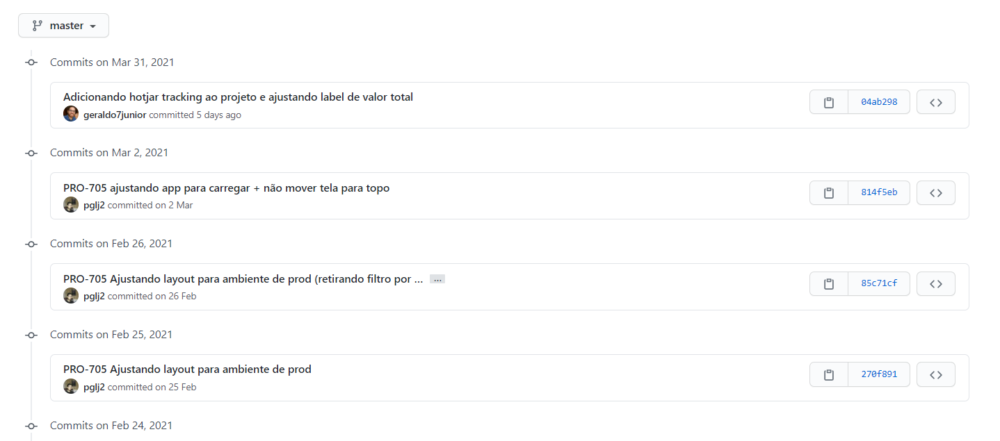 master
Commits on Mar 31, 2021
Adicionando hotjar tracking ao projeto e ajustando label de valor total
04ab298
geraldo7junior committed 5 days ago
Commits on Mar 2, 2021
PRO-705 ajustando app para carregar + não mover tela para topo
814f5eb
pglj2 committed on 2 Mar
Commits on Feb 26, 2021
PRO-705 Ajustando layout para ambiente de prod (retirando filtro por ... …
85c71cf
pglj2 committed on 26 Feb
Commits on Feb 25, 2021
PRO-705 Ajustando layout para ambiente de prod
270f891
pglj2 committed on 25 Feb
Commits on Feb 24, 2021